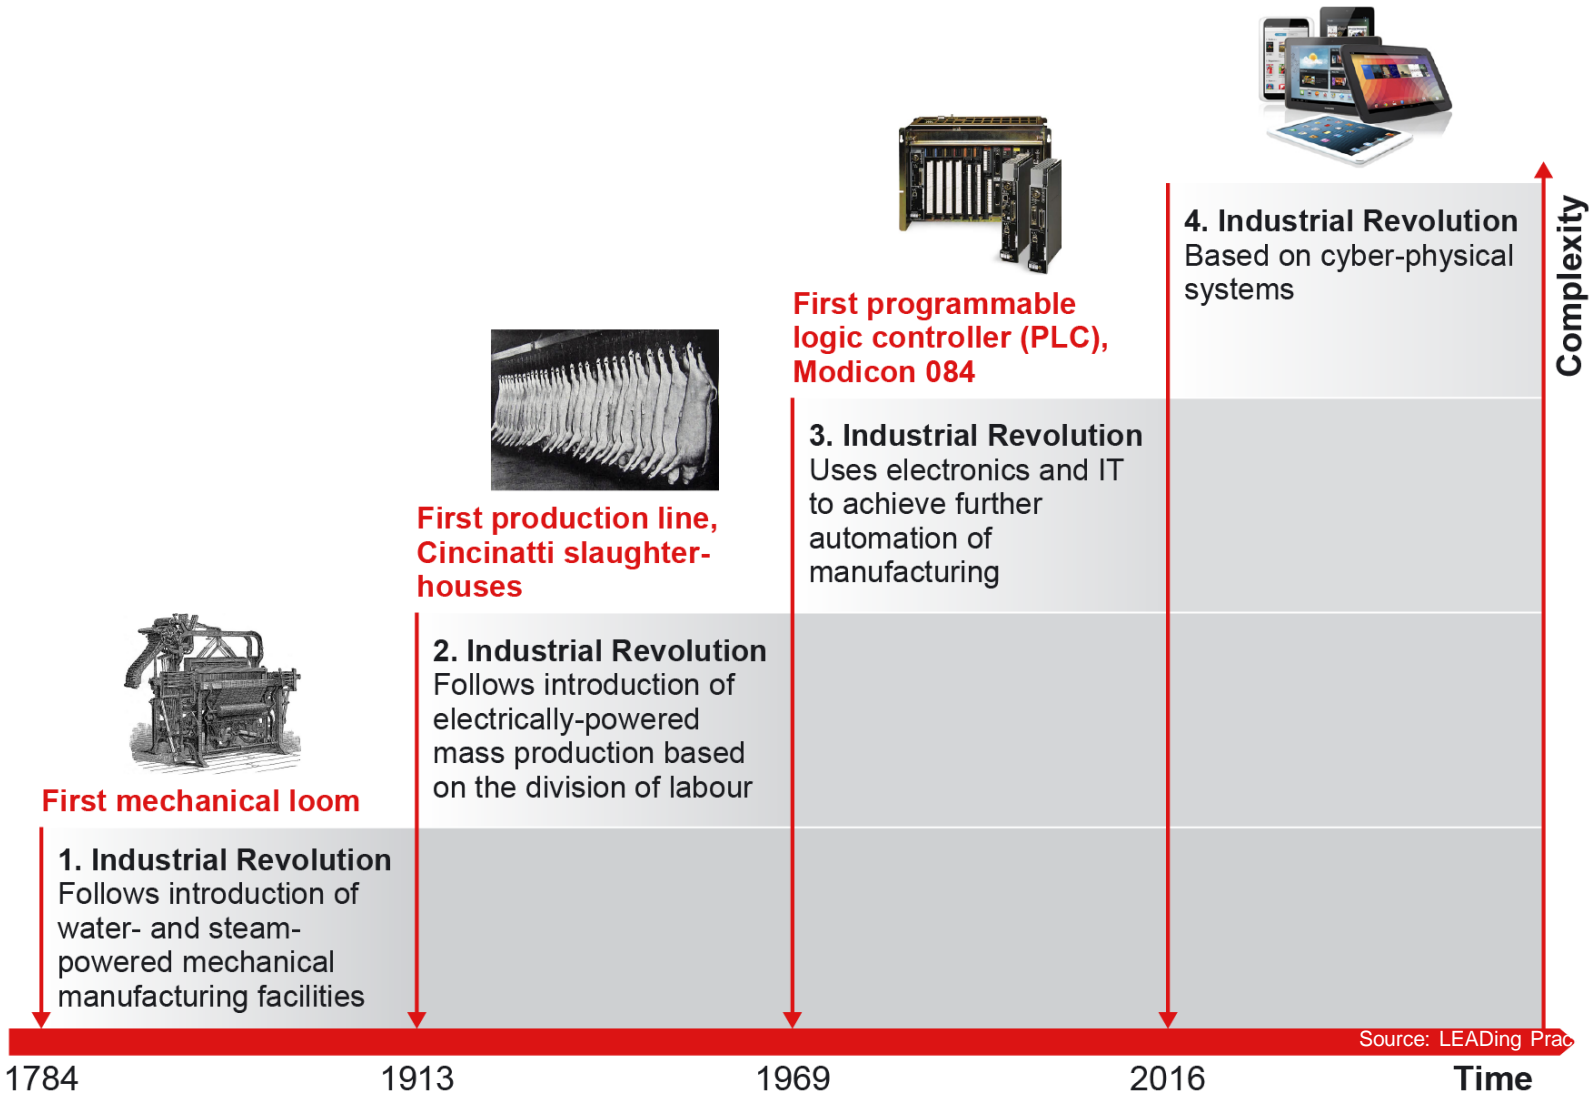 First mechanical loom
1. Industrial Revolution
Follows introduction of
water- and steam-
powered mechanical
manufacturing facilities
First production line,
Cincinatti slaughter-
houses
2. Industrial Revolution
Follows introduction of
electrically-powered
mass production based
on the division of labour
First programmable
logic controller (PLC),
Modicon 084
3. Industrial Revolution
Uses electronics and IT
to achieve further
automation of
manufacturing
4. Industrial Revolution
Based on cyber-physical
systems
Complexity
Source: LEADing Prac
1784
1913
1969
2016
Time